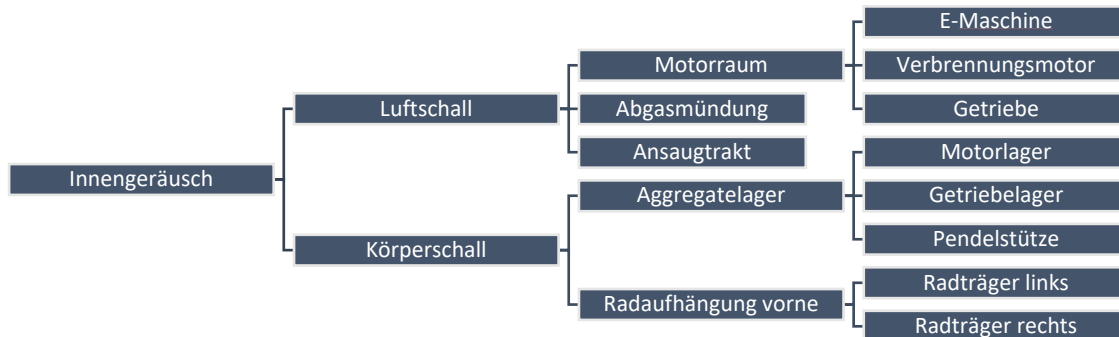 E-Maschine
Motorraum
Verbrennungsmotor
Luftschall
Abgasmündung
Getriebe
Ansaugtrakt
Motorlager
Innengeräusch
Aggregatelager
Getriebelager
Körperschall
Pendelstütze
Radaufhängung vorne
Radträger links
Radträger rechts